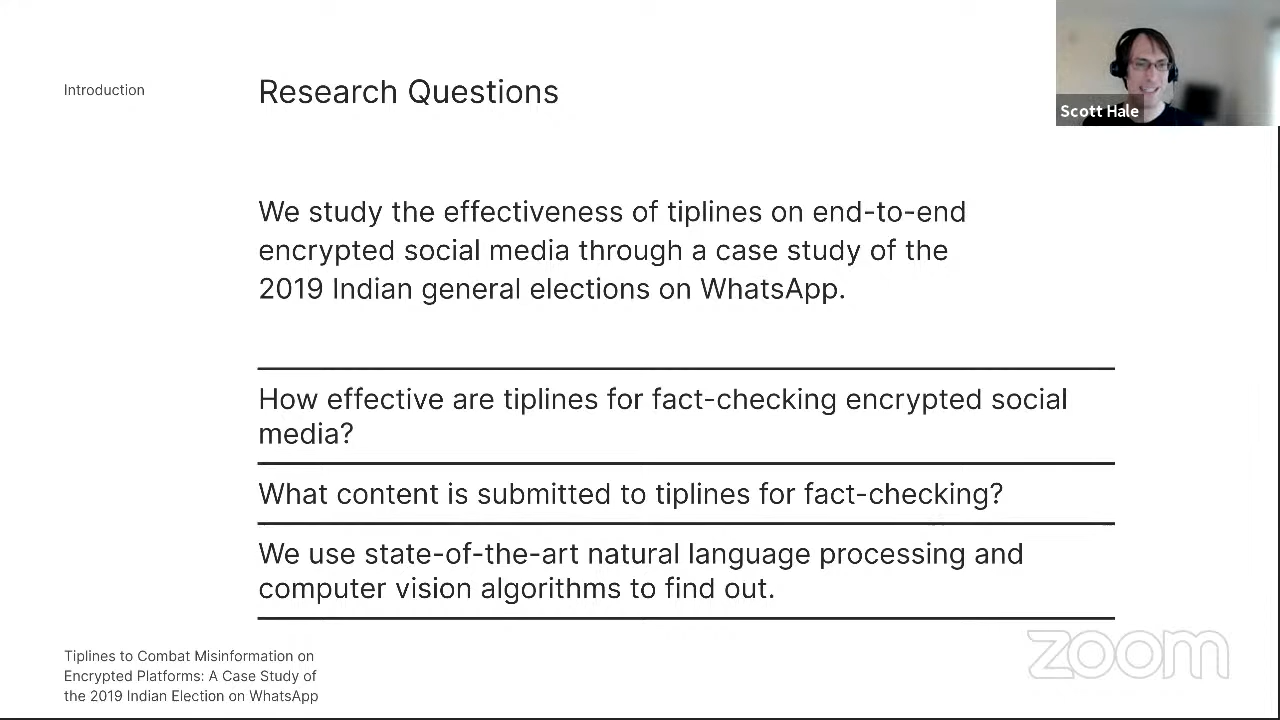 Introduction
Research Questions
Scott Hale
We study the effectiveness of tiplines on end-to-end
encrypted social media through a case study of the
2019 Indian general elections on WhatsApp.
How effective are tiplines for fact-checking encrypted social
media?
What content is submitted to tiplines for fact-checking?
We use state-of-the-art natural language processing and
computer vision algorithms to find out.
Tiplines to Combat Misinformation on
Encrypted Platforms: A Case Study of
the 2019 Indian Election on WhatsApp
zoom